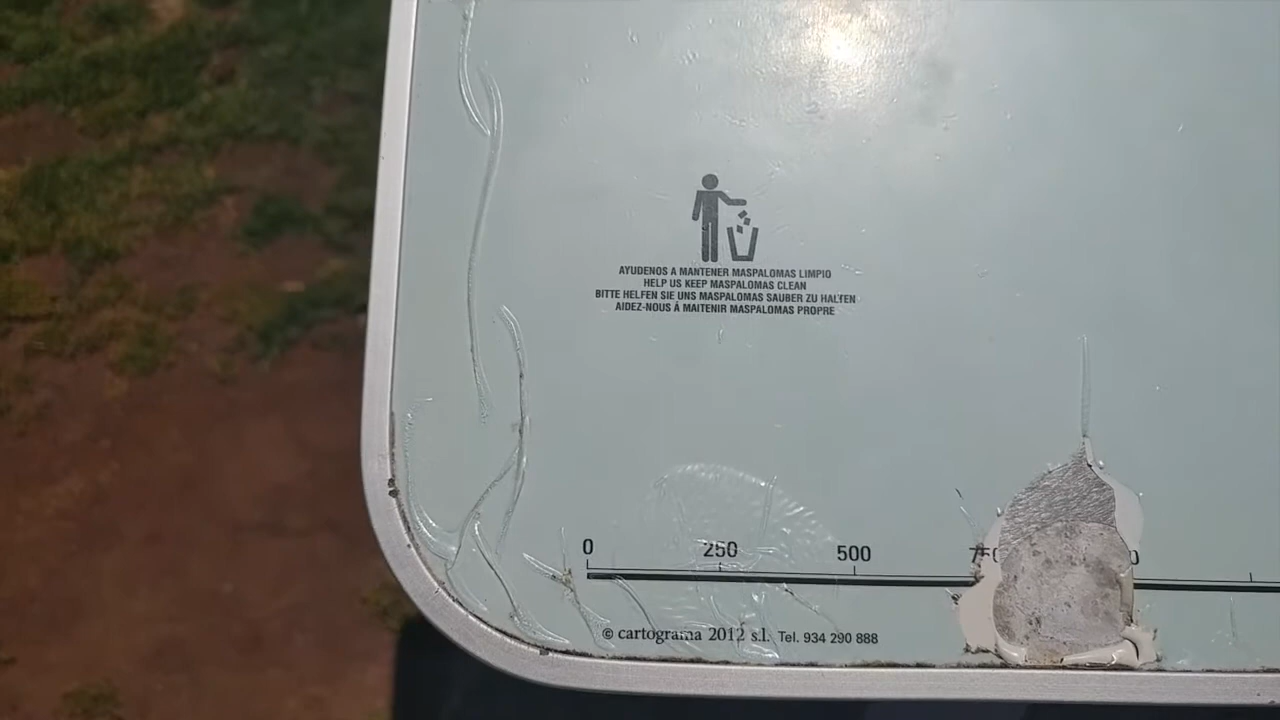 AYUDENOS A MANTENER MASPALOMAS LIMPIO
HELP US KEEP MASPALOMAS CLEAN
BITTE HELFEN SIE UNS MASPALOMAS SAUBER ZU HALTEN
AIDEZ-NOUS Á MAITENIR MASPALOMAS PROPRE
0 250 500
© cartograma 2012 s.l. Tel. 934 290 888